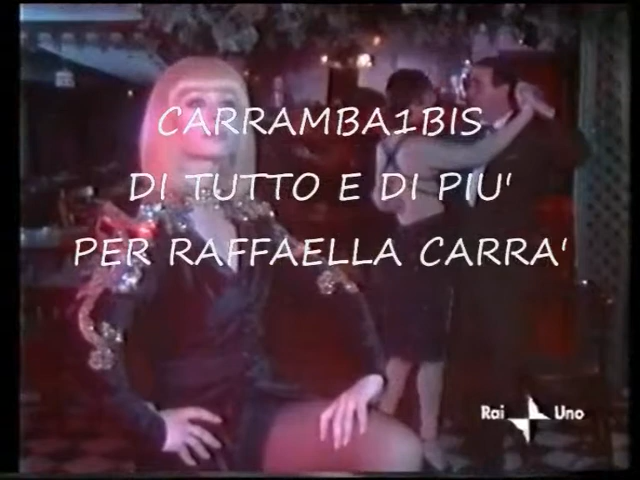 CARRAMBA1BIS
DI TUTTO E DI PIU'
PER RAFFAELLA CARRA'
Rai Uno